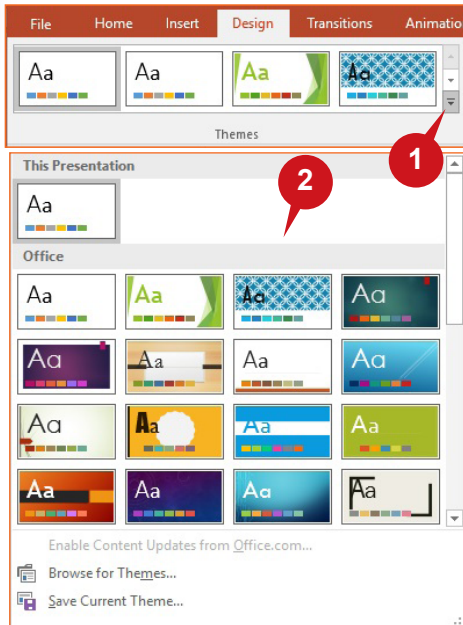 File Home Insert Design Transitions Animatio
Aa Aa Aa Aa
Themes
1
This Presentation
2
Aa
Office
Aa Aa Aa Aa
Aa Aa Aa Aa
Aa Aa Aa Aa
Aa Aa Aa Aa
Enable Content Updates from Office.com...
Browse for Themes...
Save Current Theme...